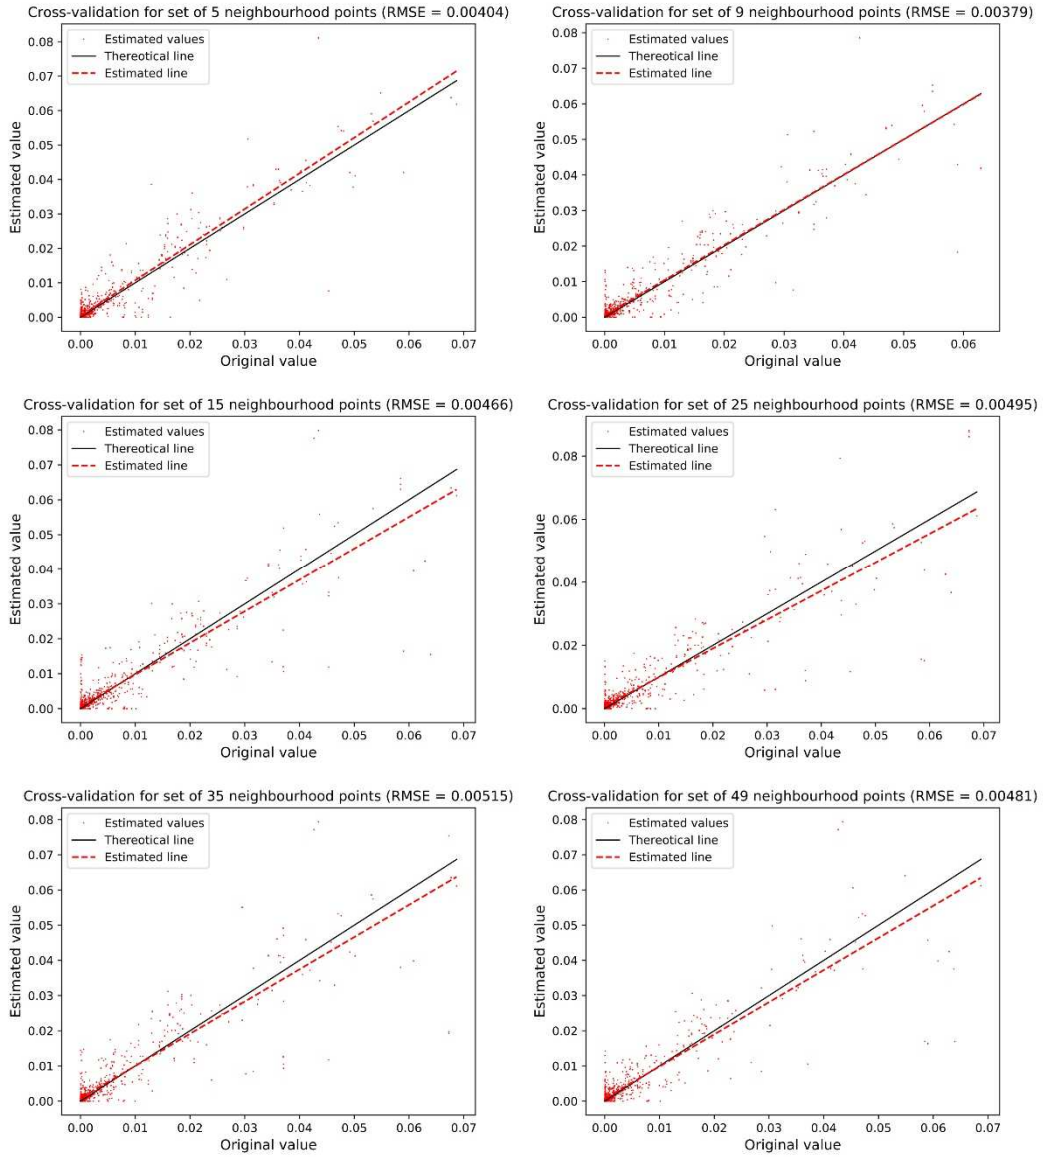 Cross-validation for set of 5 neighbourhood points (RMSE = 0.00404)
0.08
0.07
0.06
0.05
0.04
0.03
0.02
0.01
0.00
Estimated value
Estimated values
Thereotical line
Estimated line
0.00 0.01 0.02 0.03 0.04 0.05 0.06 0.07
Original value
Cross-validation for set of 9 neighbourhood points (RMSE = 0.00379)
0.08
0.07
0.06
0.05
0.04
0.03
0.02
0.01
0.00
Estimated value
Estimated values
Thereotical line
Estimated line
0.00 0.01 0.02 0.03 0.04 0.05 0.06
Original value
Cross-validation for set of 15 neighbourhood points (RMSE = 0.00466)
0.08
0.07
0.06
0.05
0.04
0.03
0.02
0.01
0.00
Estimated value
Estimated values
Thereotical line
Estimated line
0.00 0.01 0.02 0.03 0.04 0.05 0.06 0.07
Original value
Cross-validation for set of 25 neighbourhood points (RMSE = 0.00495)
0.08
0.06
0.04
0.02
0.00
Estimated value
Estimated values
Thereotical line
Estimated line
0.00 0.01 0.02 0.03 0.04 0.05 0.06 0.07
Original value
Cross-validation for set of 35 neighbourhood points (RMSE = 0.00515)
0.08
0.07
0.06
0.05
0.04
0.03
0.02
0.01
0.00
Estimated value
Estimated values
Thereotical line
Estimated line
0.00 0.01 0.02 0.03 0.04 0.05 0.06 0.07
Original value
Cross-validation for set of 49 neighbourhood points (RMSE = 0.00481)
0.08
0.07
0.06
0.05
0.04
0.03
0.02
0.01
0.00
Estimated value
Estimated values
Thereotical line
Estimated line
0.00 0.01 0.02 0.03 0.04 0.05 0.06 0.07
Original value